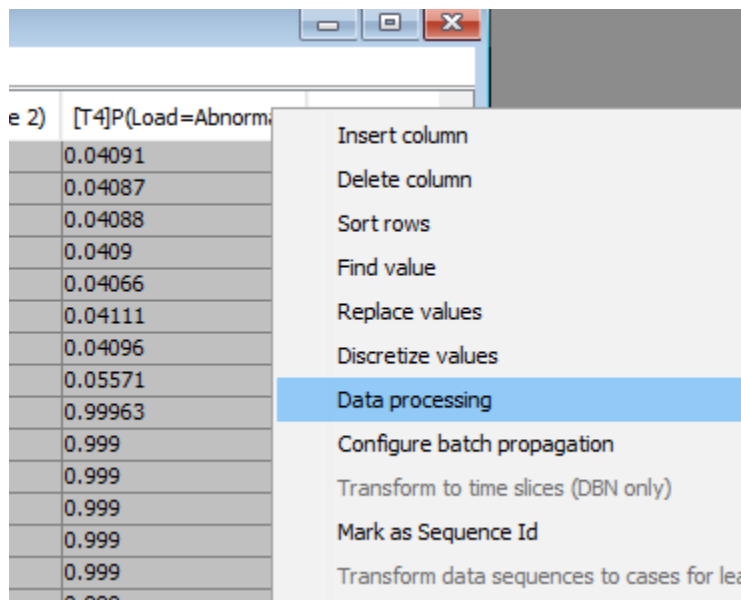 e 2) [T4]P(Load=Abnorma
0.04091
0.04087
0.04088
0.0409
0.04066
0.04111
0.04096
0.05571
0.99963
0.999
0.999
0.999
0.999
0.999
Insert column
Delete column
Sort rows
Find value
Replace values
Discretize values
Data processing
Configure batch propagation
Transform to time slices (DBN only)
Mark as Sequence Id
Transform data sequences to cases for lea